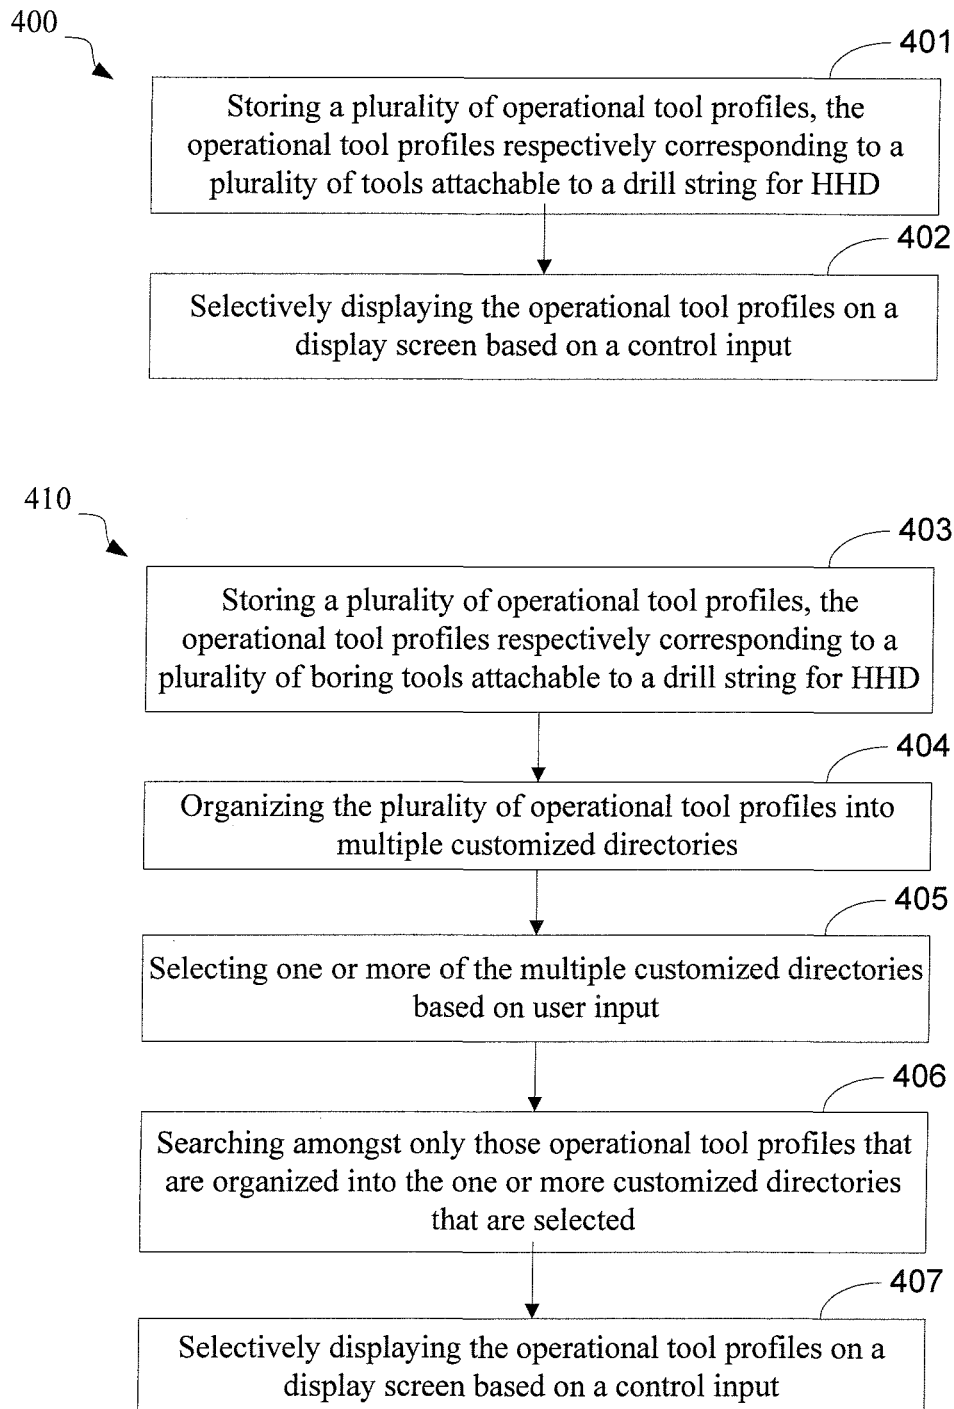 400
401
Storing a plurality of operational tool profiles, the
operational tool profiles respectively corresponding to a
plurality of tools attachable to a drill string for HHD
402
Selectively displaying the operational tool profiles on a
display screen based on a control input
410
403
Storing a plurality of operational tool profiles, the
operational tool profiles respectively corresponding to a
plurality of boring tools attachable to a drill string for HHD
404
Organizing the plurality of operational tool profiles into
multiple customized directories
405
Selecting one or more of the multiple customized directories
based on user input
406
Searching amongst only those operational tool profiles that
are organized into the one or more customized directories
that are selected
407
Selectively displaying the operational tool profiles on a
display screen based on a control input